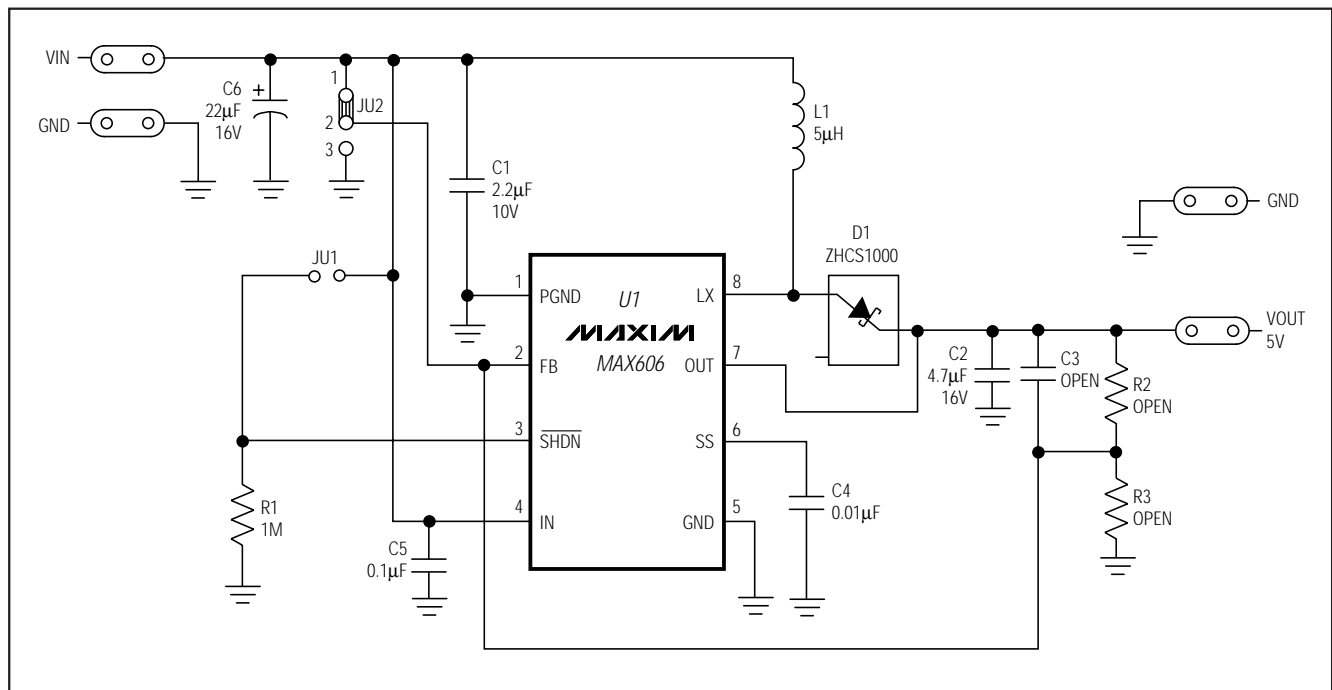 VIN
GND
C6
+
22µF
16V
1
2
3
JU2
C1
2.2µF
10V
L1
5µH
GND
D1
ZHCS1000
JU1
1
PGND
U1
MAXIM
MAX606
LX
8
2
FB
OUT
7
3
SHDN
SS
6
4
IN
GND
5
C2
4.7µF
16V
C3
OPEN
R2
OPEN
VOUT
5V
R1
1M
C5
0.1µF
C4
0.01µF
R3
OPEN